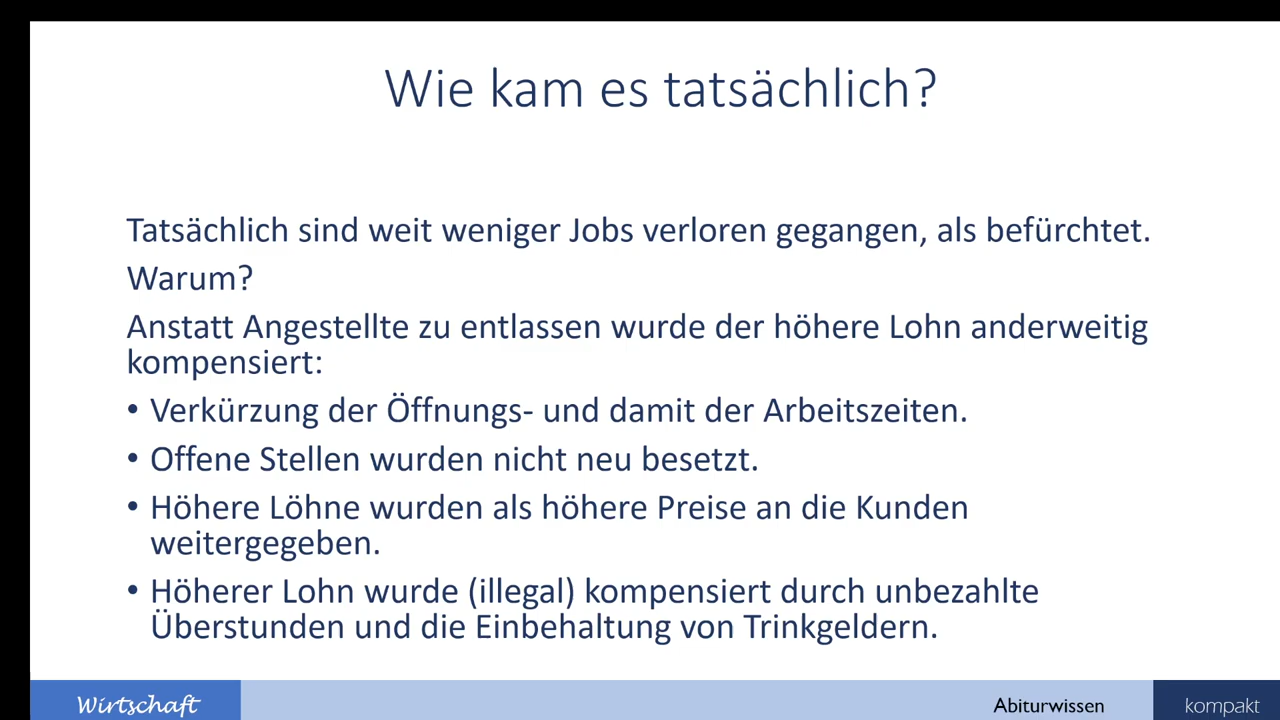 Wie kam es tatsächlich?
Tatsächlich sind weit weniger Jobs verloren gegangen, als befürchtet.
Warum?
Anstatt Angestellte zu entlassen wurde der höhere Lohn anderweitig
kompensiert:
• Verkürzung der Öffnungs- und damit der Arbeitszeiten.
• Offene Stellen wurden nicht neu besetzt.
• Höhere Löhne wurden als höhere Preise an die Kunden
weitergegeben.
• Höherer Lohn wurde (illegal) kompensiert durch unbezahlte
Überstunden und die Einbehaltung von Trinkgeldern.
Wirtschaft Abiturwissen kompakt